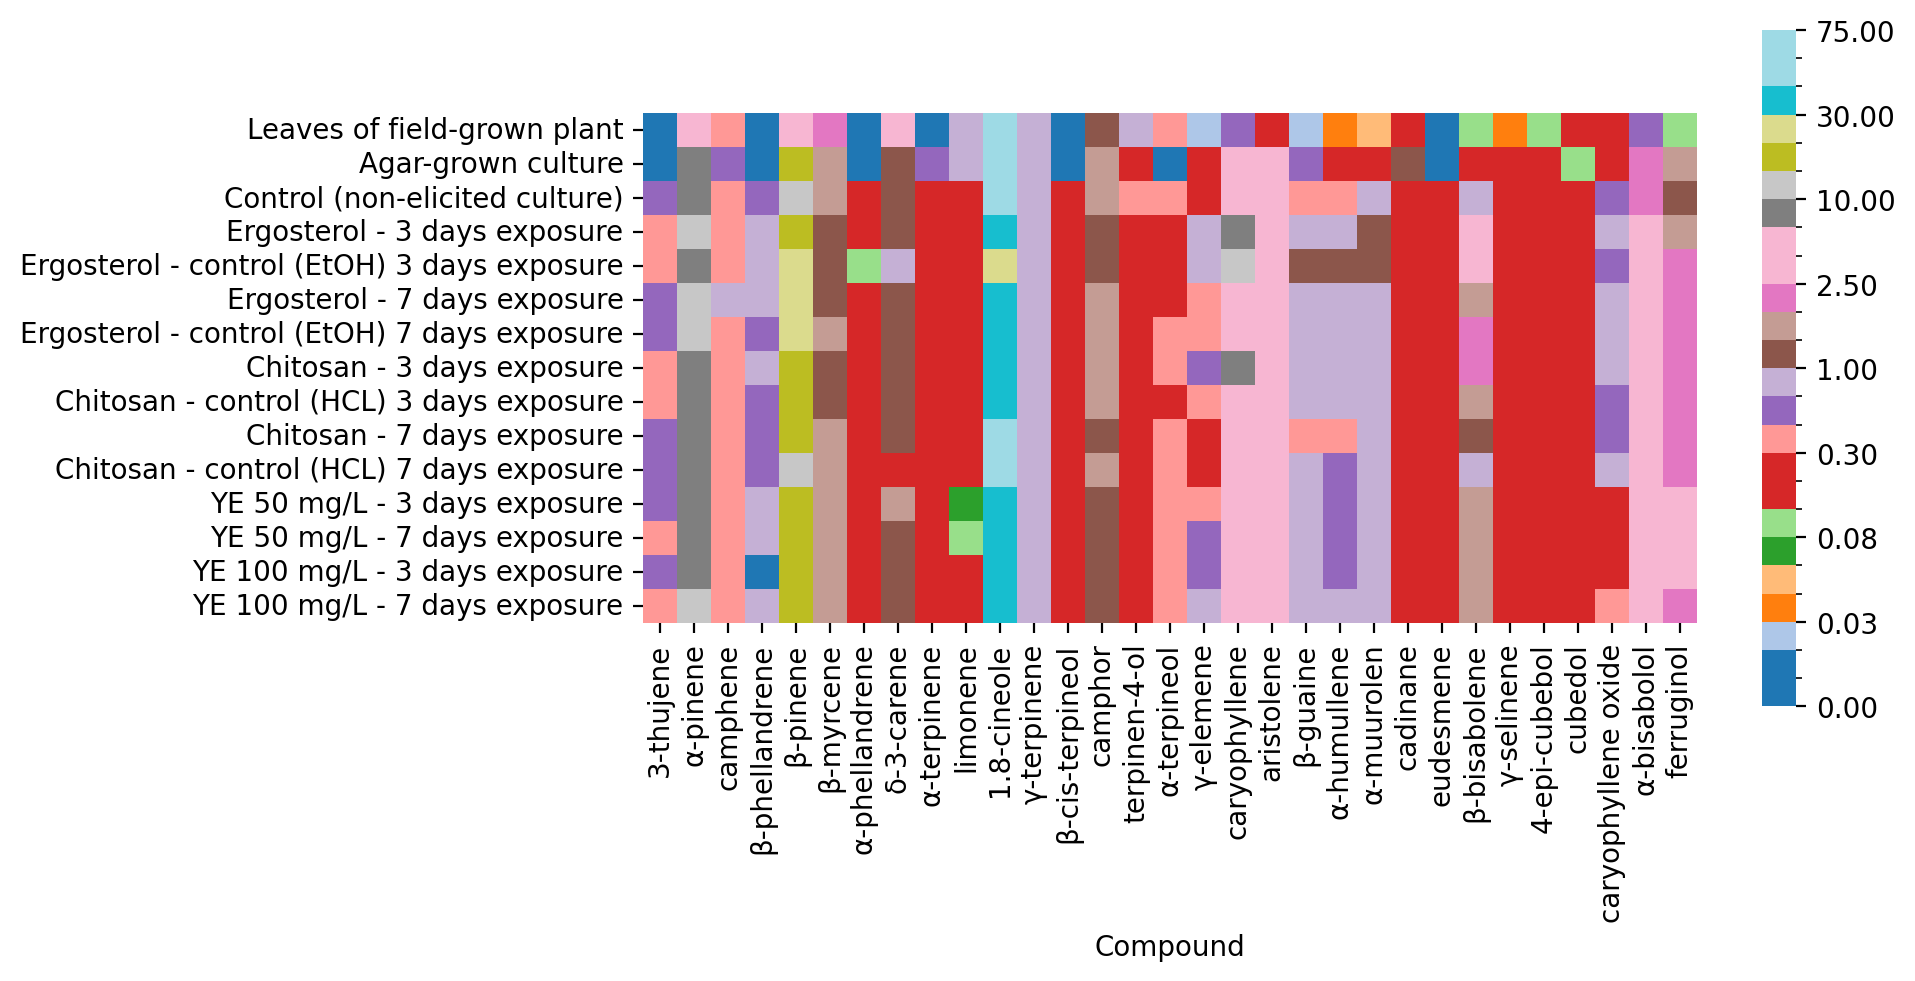 Leaves of field-grown plant
Agar-grown culture
Control (non-elicited culture)
Ergosterol - 3 days exposure
Ergosterol - control (EtOH) 3 days exposure
Ergosterol - 7 days exposure
Ergosterol - control (EtOH) 7 days exposure
Chitosan - 3 days exposure
Chitosan - control (HCL) 3 days exposure
Chitosan - 7 days exposure
Chitosan - control (HCL) 7 days exposure
YE 50 mg/L - 3 days exposure
YE 50 mg/L - 7 days exposure
YE 100 mg/L - 3 days exposure
YE 100 mg/L - 7 days exposure
3-thujene
α-pinene
camphene
β-phellandrene
β-pinene
β-myrcene
α-phellandrene
δ-3-carene
α-terpinene
limonene
1.8-cineole
γ-terpinene
β-cis-terpineol
camphor
terpinen-4-ol
α-terpineol
γ-elemene
caryophyllene
aristolene
β-guaine
α-humullene
α-muurolen
cadinane
eudesmene
β-bisabolene
γ-selinene
4-epi-cubebol
cubedol
caryophyllene oxide
α-bisabolol
ferruginol
Compound
75.00
30.00
10.00
2.50
1.00
0.30
0.08
0.03
0.00